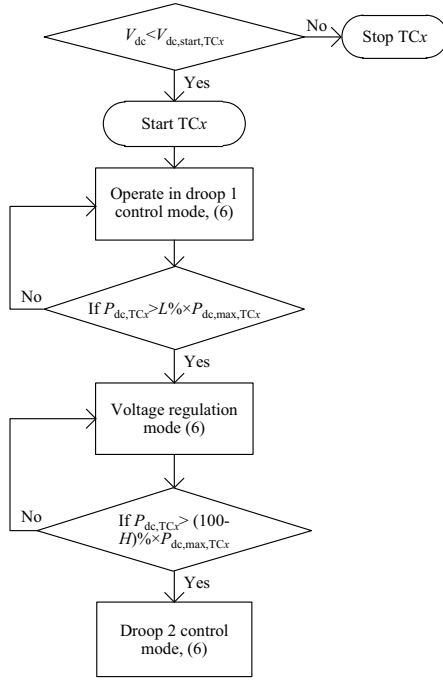 V_dc<V_dc,start,TCx
No
Stop TCx
Yes
Start TCx
Operate in droop 1
control mode, (6)
No
If P_dc,TCx>L%×P_dc,max,TCx
Yes
Voltage regulation
mode (6)
No
If P_dc,TCx> (100-
H)%×P_dc,max,TCx
Yes
Droop 2 control
mode, (6)